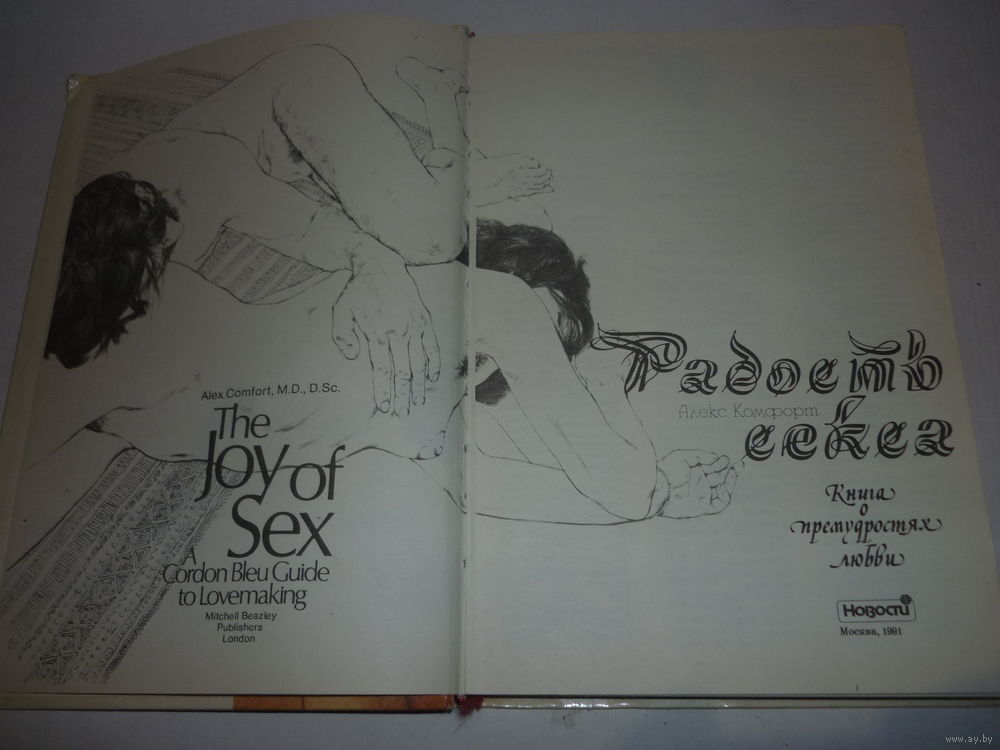 Alex Comfort, M.D., D.Sc.
The
Joy of
Sex
A
Cordon Bleu Guide
to Lovemaking
Mitchell Beazley
Publishers
London
Радость
Алекс Комфорт
секса
Книга
о
премудростях
любви
Новости
Москва, 1991
www.ay.by